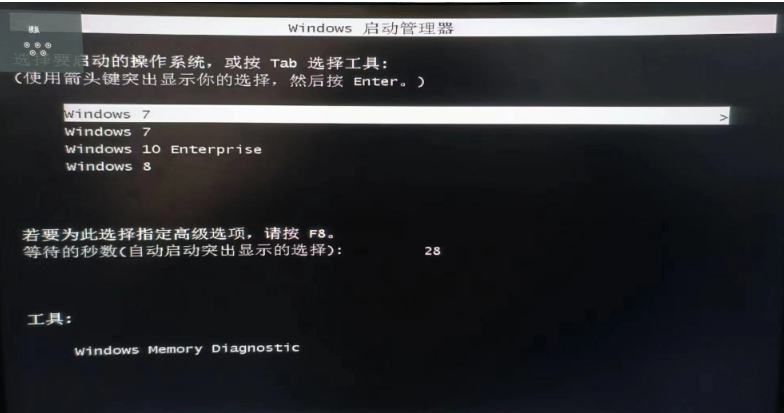 Windows 启动管理器
选择要启动的操作系统，或按 Tab 选择工具:
(使用箭头键突出显示你的选择，然后按 Enter。)
Windows 7
>
Windows 7
Windows 10 Enterprise
Windows 8
若要为此选择指定高级选项，请按 F8。
等待的秒数(自动启动突出显示的选择): 28
工具:
Windows Memory Diagnostic